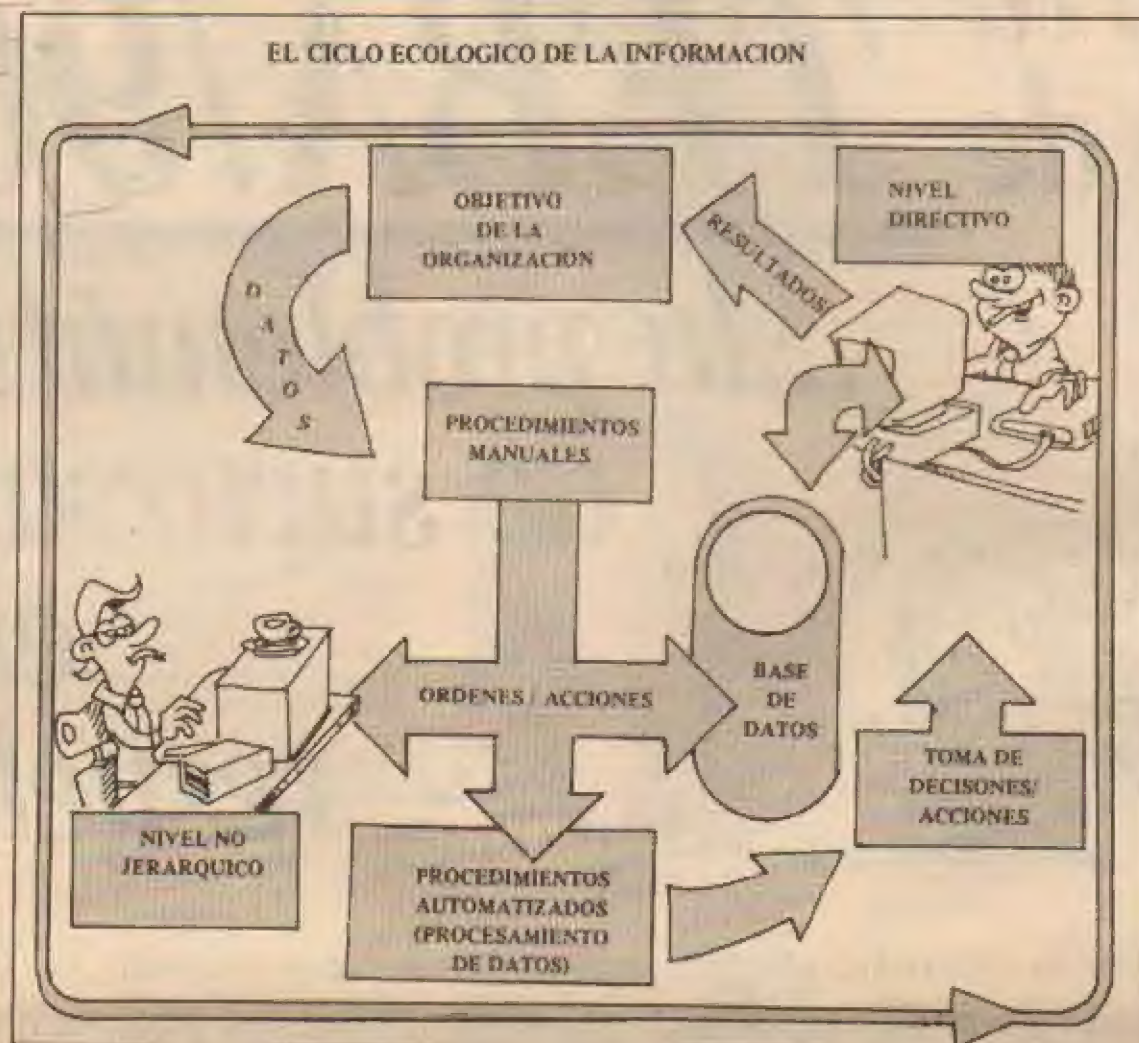 EL CICLO ECOLOGICO DE LA INFORMACION
OBJETIVO
DE LA
ORGANIZACION
NIVEL
DIRECTIVO
RESULTADOS
DATOS
PROCEDIMIENTOS
MANUALES
ORDENES / ACCIONES
BASE
DE
DATOS
TOMA DE
DECISONES/
ACCIONES
NIVEL NO
JERARQUICO
PROCEDIMIENTOS
AUTOMATIZADOS
(PROCESAMIENTO
DE DATOS)